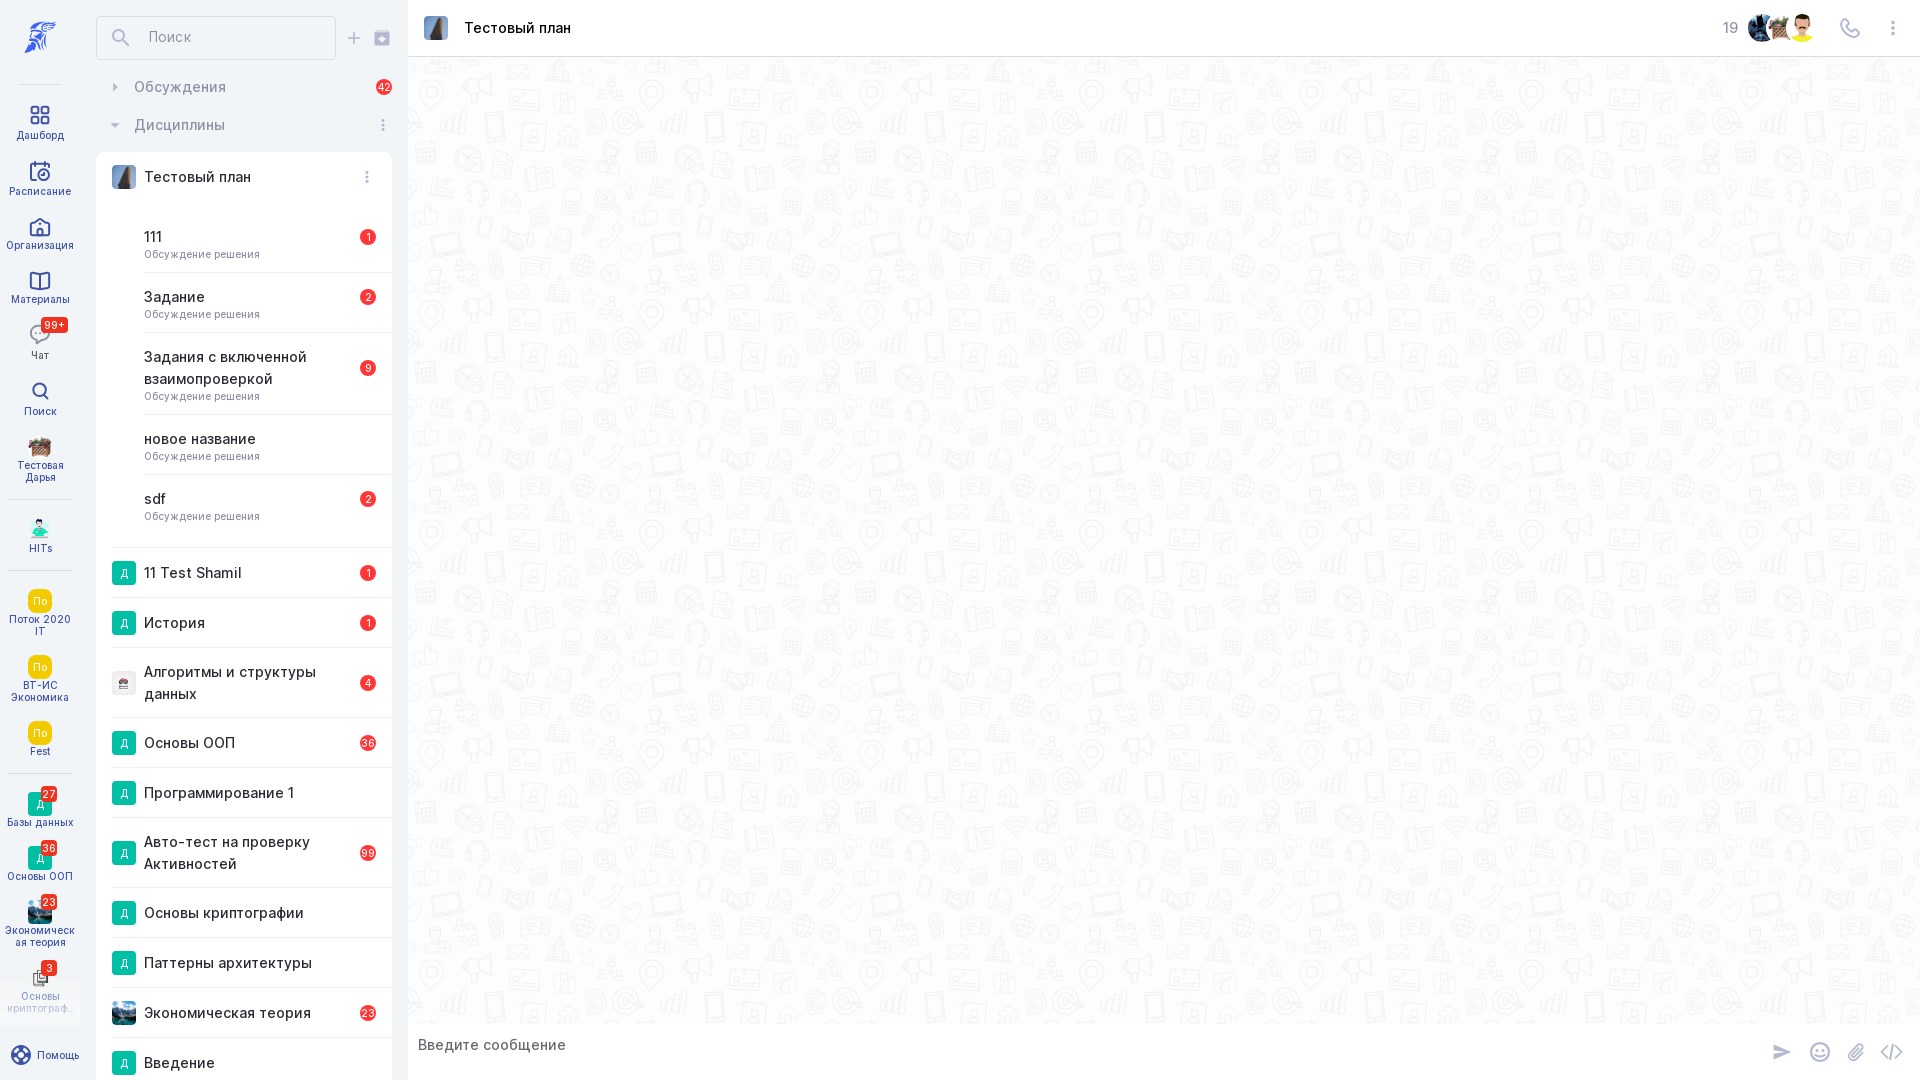 Дашборд
Расписание
Организация
Материалы
99+
Чат
Поиск
Тестовая
Дарья
HITs
По
Поток 2020
IT
По
ВТ-ИС
Экономика
По
Fest
27
Д
Базы данных
36
Д
Основы ООП
23
Экономическ
ая теория
3
Основы
криптограф...
Помощь
Поиск
Обсуждения
42
Дисциплины
Тестовый план
111
1
Обсуждение решения
Задание
2
Обсуждение решения
Задания с включенной
взаимопроверкой
9
Обсуждение решения
новое название
Обсуждение решения
sdf
2
Обсуждение решения
Д
11 Test Shamil
1
Д
История
1
Алгоритмы и структуры
данных
4
Д
Основы ООП
36
Д
Программирование 1
Д
Авто-тест на проверку
Активностей
99
Д
Основы криптографии
Д
Паттерны архитектуры
Экономическая теория
23
Д
Введение
Тестовый план
19
Введите сообщение